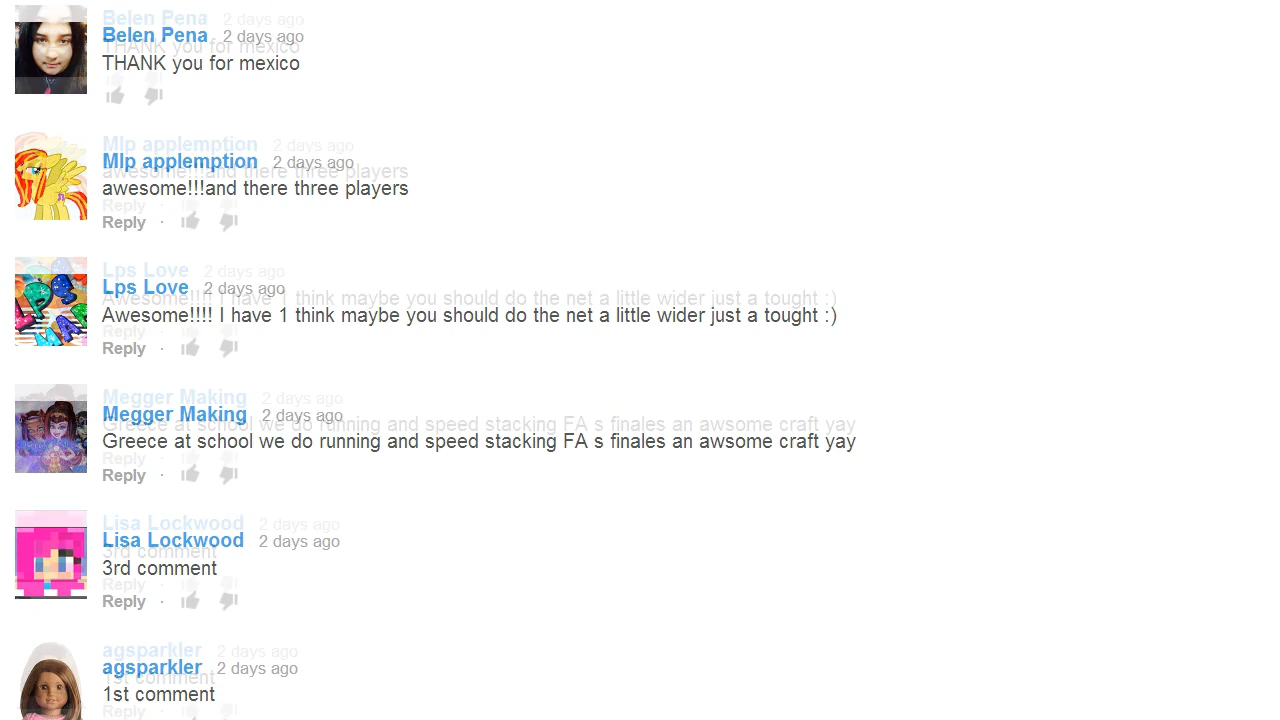 Belen Pena 2 days ago
THANK you for mexico
Mlp applemption 2 days ago
awesome!!!and there three players
Reply ·
Lps Love 2 days ago
Awesome!!!! I have 1 think maybe you should do the net a little wider just a tought :)
Reply ·
Megger Making 2 days ago
Greece at school we do running and speed stacking FA s finales an awsome craft yay
Reply ·
Lisa Lockwood 2 days ago
3rd comment
Reply ·
agsparkler 2 days ago
1st comment
Reply ·